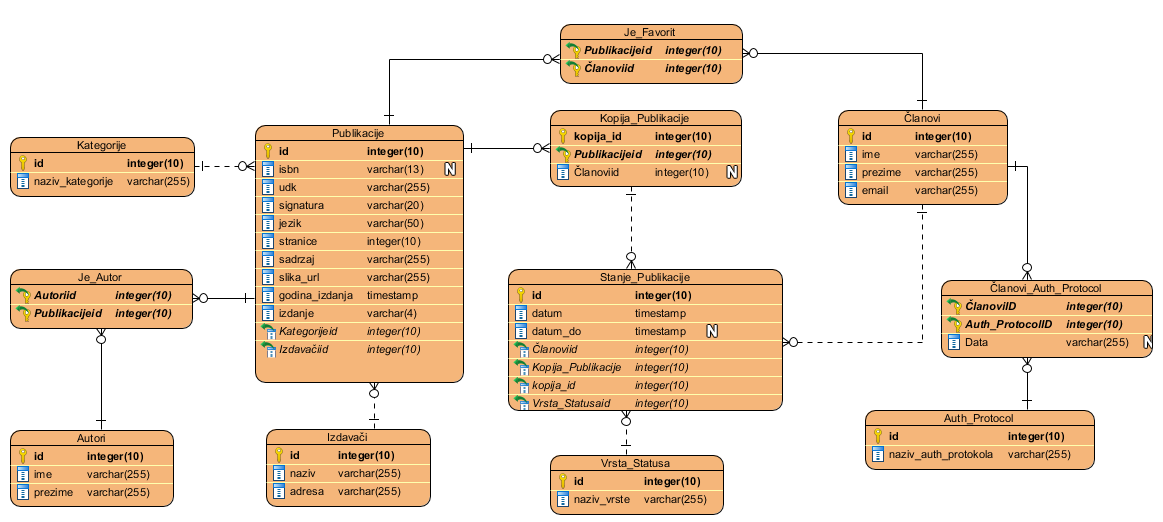 Je_Favorit
Publikacijeid integer(10)
Članoviid integer(10)
Kategorije
id integer(10)
naziv_kategorije varchar(255)
Publikacije
id integer(10)
isbn varchar(13) N
udk varchar(255)
signatura varchar(20)
jezik varchar(50)
stranice integer(10)
sadrzaj varchar(255)
slika_url varchar(255)
godina_izdanja timestamp
izdanje varchar(4)
Kategorijeid integer(10)
Izdavačiid integer(10)
Kopija_Publikacije
kopija_id integer(10)
Publikacijeid integer(10)
Članoviid integer(10) N
Članovi
id integer(10)
ime varchar(255)
prezime varchar(255)
email varchar(255)
Je_Autor
Autoriid integer(10)
Publikacijeid integer(10)
Stanje_Publikacije
id integer(10)
datum timestamp
datum_do timestamp N
Članoviid integer(10)
Kopija_Publikacije integer(10)
kopija_id integer(10)
Vrsta_Statusaid integer(10)
Članovi_Auth_Protocol
ČlanoviID integer(10)
Auth_ProtocolID integer(10)
Data varchar(255) N
Autori
id integer(10)
ime varchar(255)
prezime varchar(255)
Izdavači
id integer(10)
naziv varchar(255)
adresa varchar(255)
Vrsta_Statusa
id integer(10)
naziv_vrste varchar(255)
Auth_Protocol
id integer(10)
naziv_auth_protokola varchar(255)